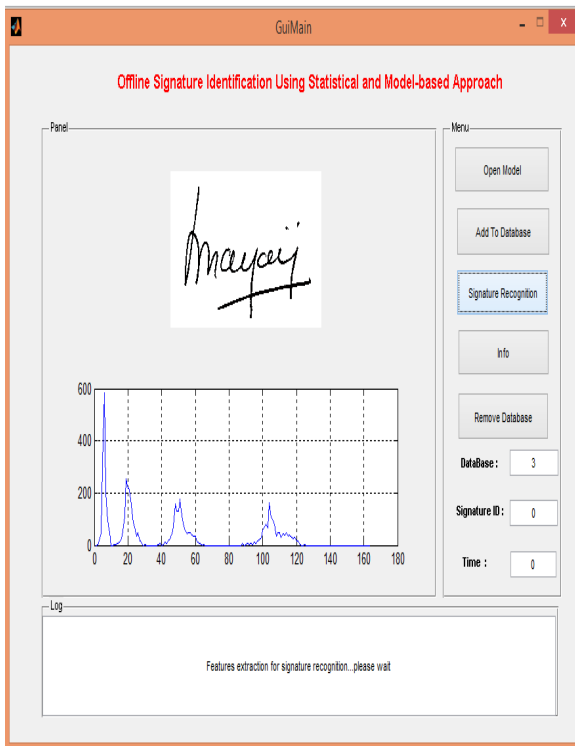 GuiMain
Offline Signature Identification Using Statistical and Model-based Approach
Panel
600
400
200
0
0 20 40 60 80 100 120 140 160 180
Menu
Open Model
Add To Database
Signature Recognition
Info
Remove Database
DataBase : 3
Signature ID : 0
Time : 0
Log
Features extraction for signature recognition...please wait